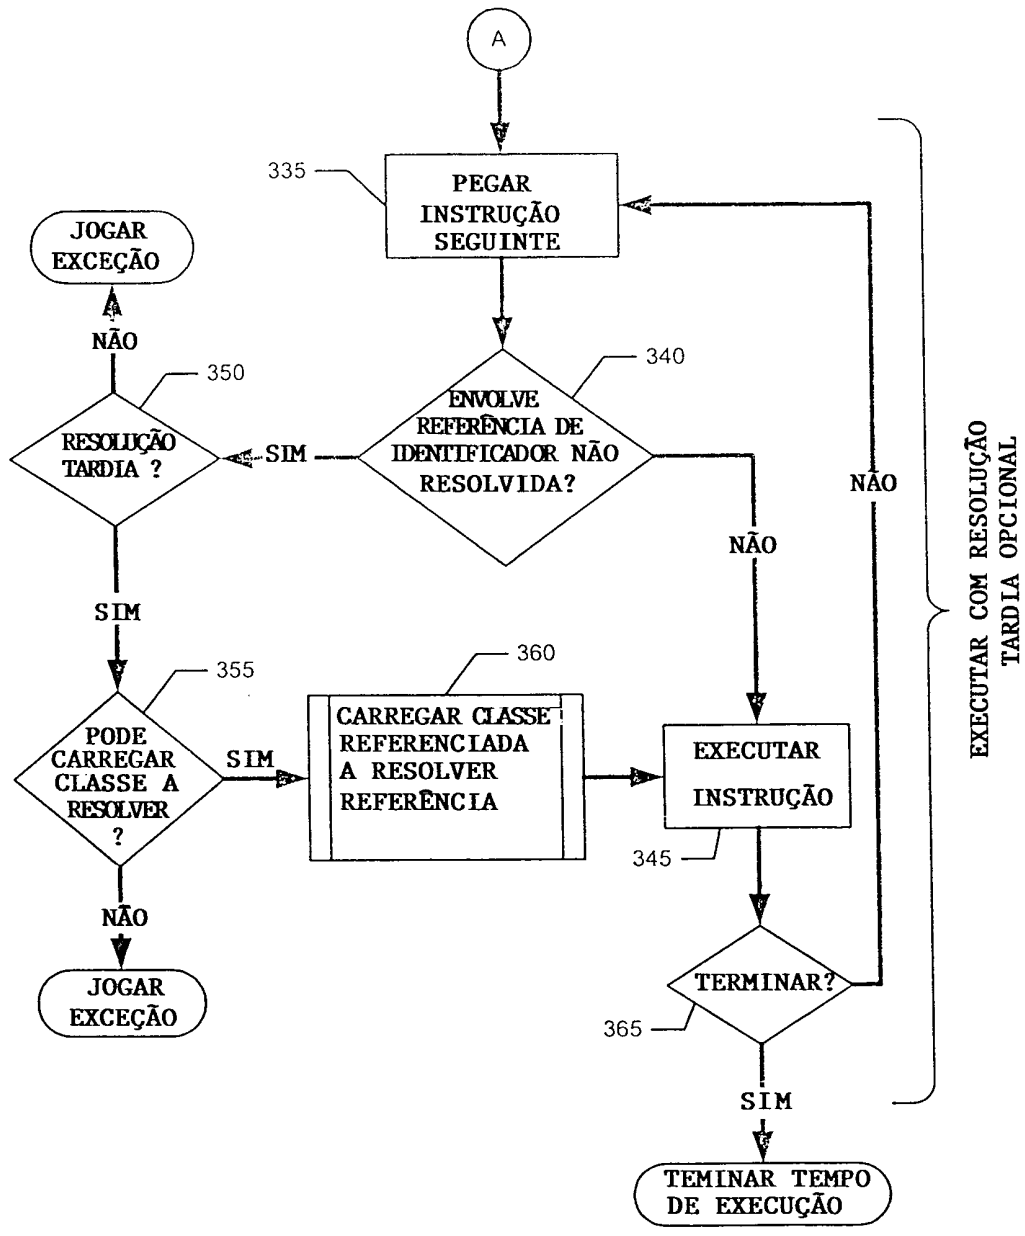 A
335
PEGAR
INSTRUÇÃO
SEGUINTE
JOGAR
EXCEÇÃO
NÃO
350
340
RESOLUÇÃO
TARDIA ?
SIM
ENVOLVE
REFERÊNCIA DE
IDENTIFICADOR NÃO
RESOLVIDA?
NÃO
NÃO
EXECUTAR COM RESOLUÇÃO
TARDIA OPCIONAL
SIM
355
360
PODE
CARREGAR
CLASSE A
RESOLVER
?
SIM
CARREGAR CLASSE
REFERENCIADA
A RESOLVER
REFERÊNCIA
EXECUTAR
INSTRUÇÃO
345
NÃO
JOGAR
EXCEÇÃO
TERMINAR?
365
SIM
TEMINAR TEMPO
DE EXECUÇÃO